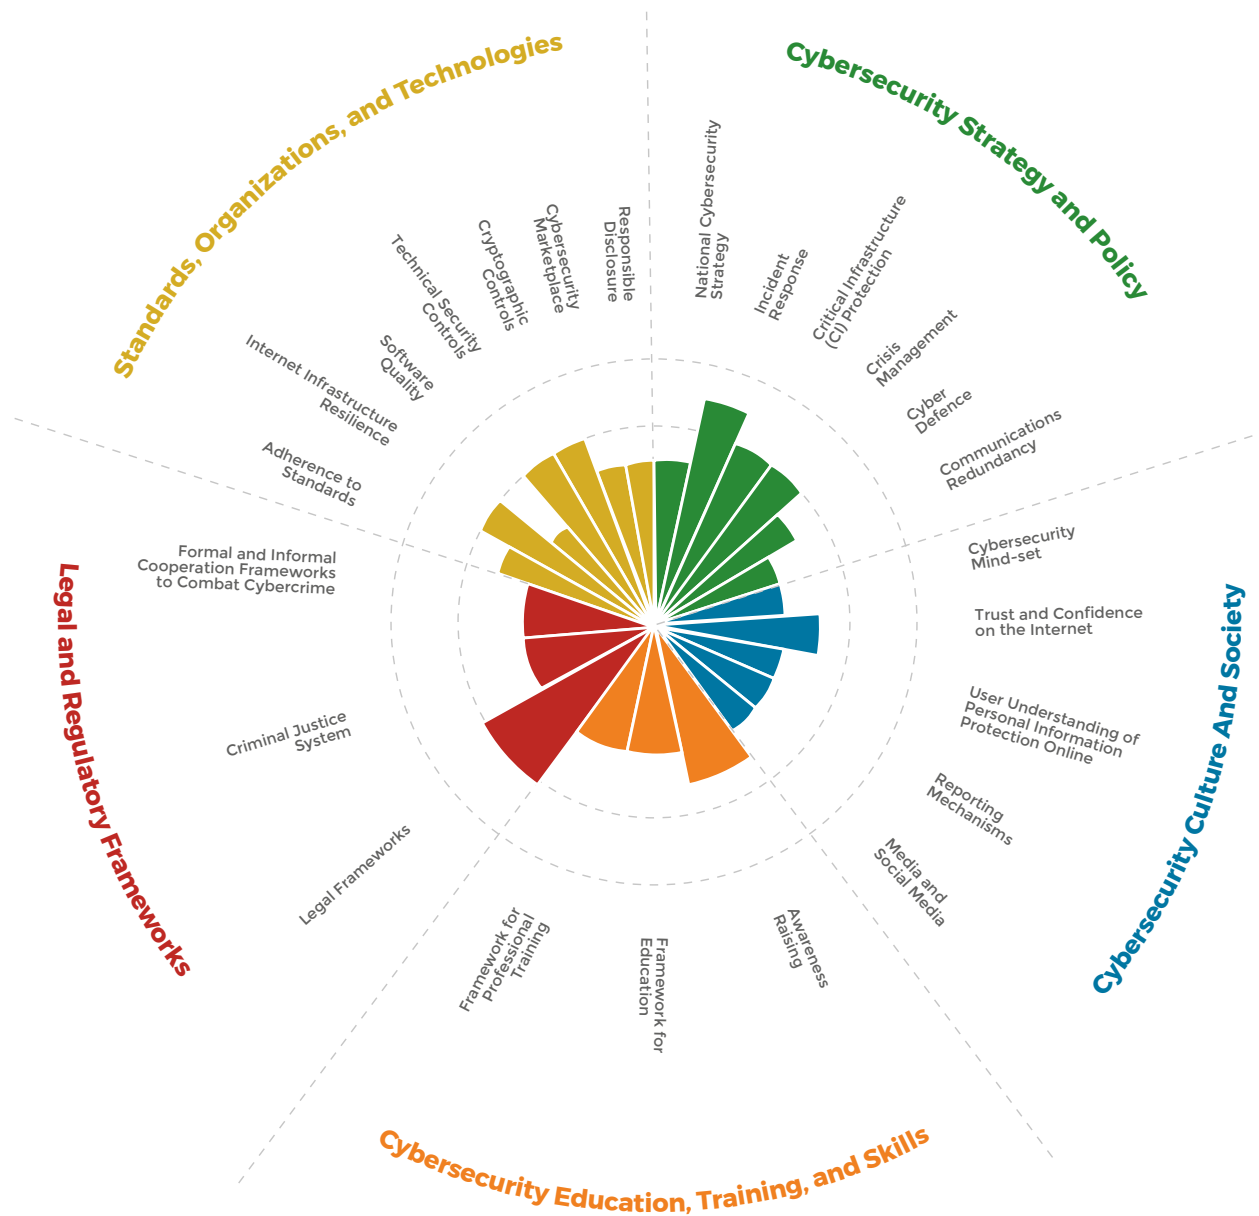 Cybersecurity Strategy and Policy
National Cybersecurity
Strategy
Incident
Response
Critical Infrastructure
(CI) Protection
Crisis
Management
Cyber
Defence
Communications
Redundancy
Cybersecurity Culture And Society
Cybersecurity
Mind-set
Trust and Confidence
on the Internet
User Understanding of
Personal Information
Protection Online
Reporting
Mechanisms
Media and
Social Media
Cybersecurity Education, Training, and Skills
Awareness
Raising
Framework for
Education
Framework for
Professional
Training
Legal and Regulatory Frameworks
Legal Frameworks
Criminal Justice
System
Formal and Informal
Cooperation Frameworks
to Combat Cybercrime
Standards, Organizations, and Technologies
Adherence to
Standards
Internet Infrastructure
Resilience
Software
Quality
Technical Security
Controls
Cryptographic
Controls
Cybersecurity
Marketplace
Responsible
Disclosure